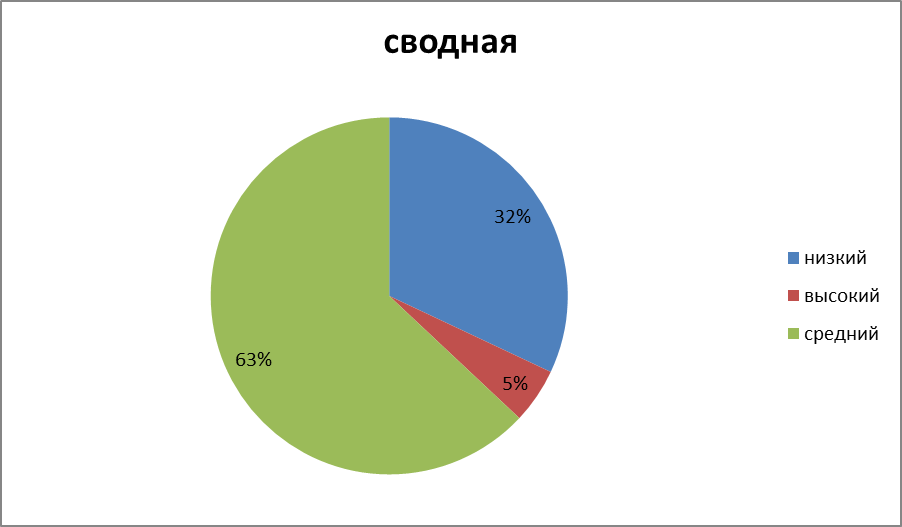 сводная
32%
5%
63%
низкий
высокий
средний